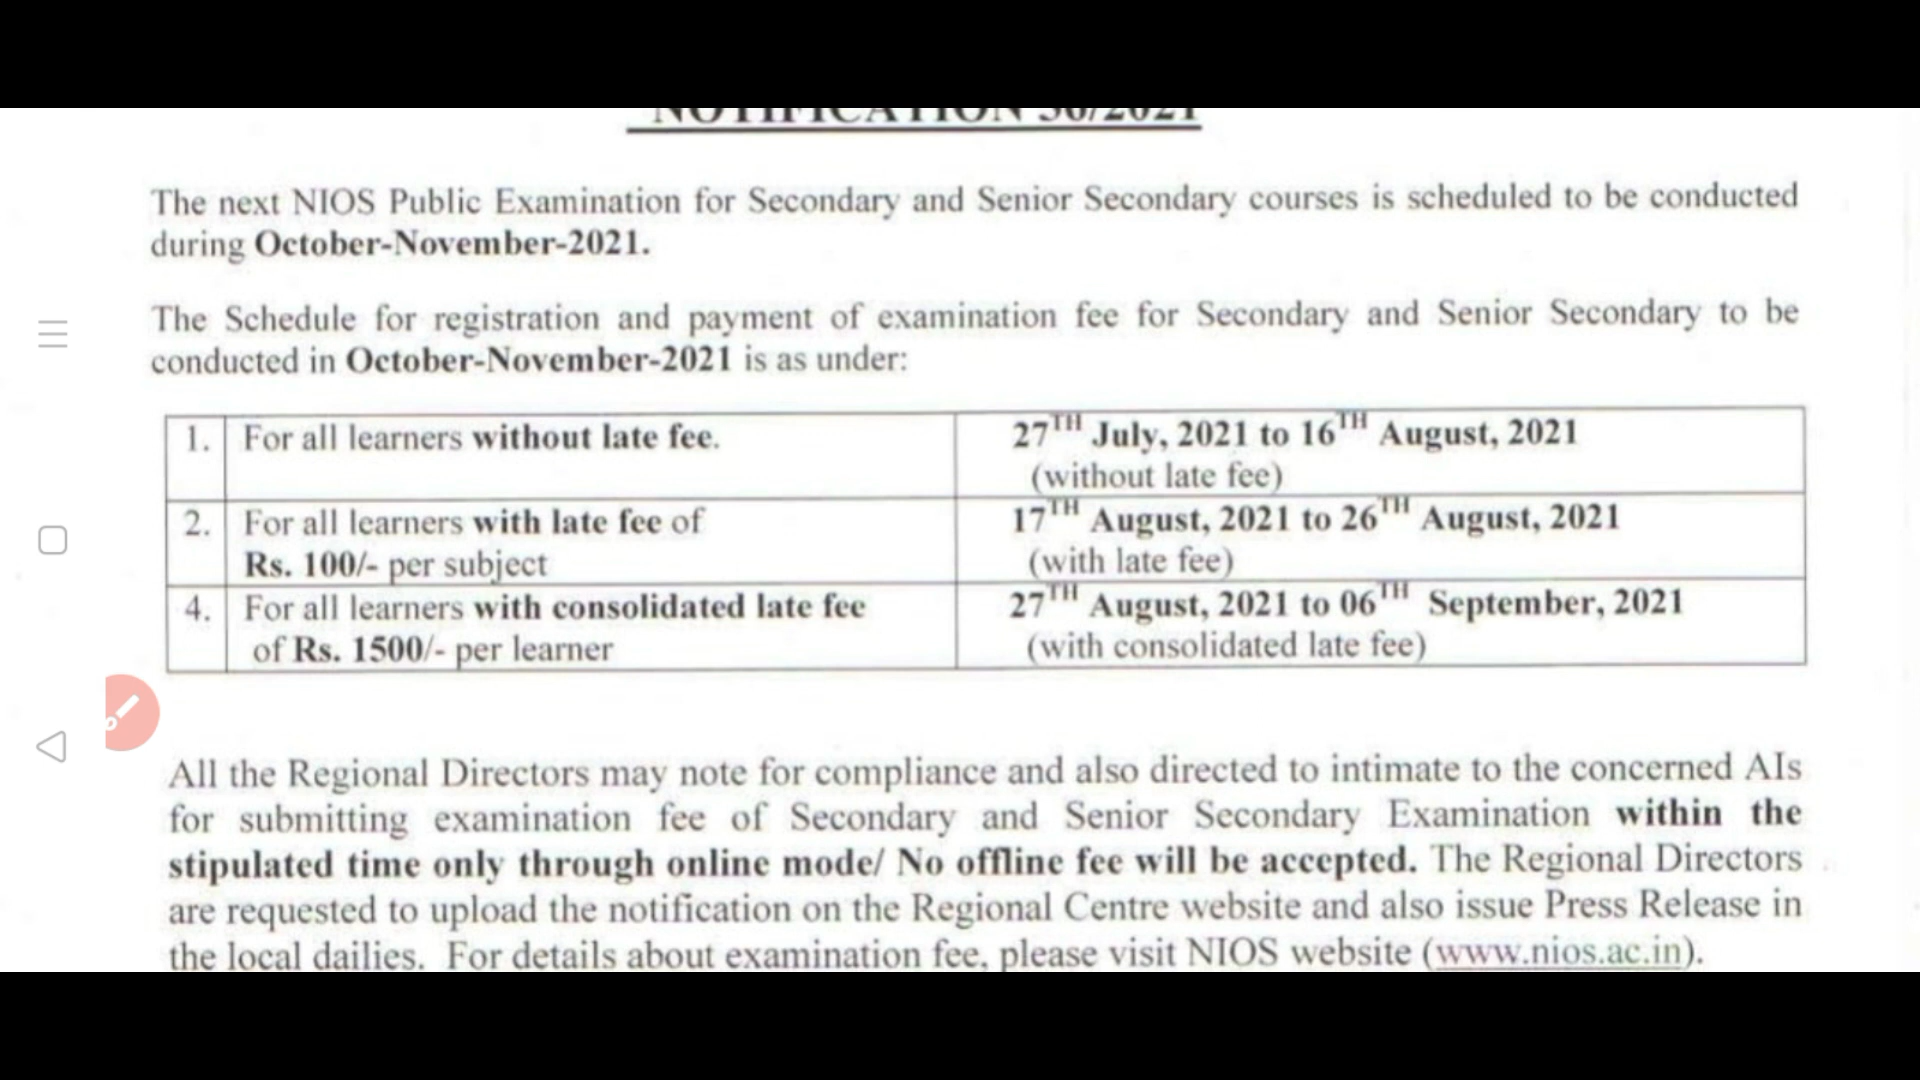 NOTIFICATION 36/2021
The next NIOS Public Examination for Secondary and Senior Secondary courses is scheduled to be conducted
during October-November-2021.
The Schedule for registration and payment of examination fee for Secondary and Senior Secondary to be
conducted in October-November-2021 is as under:
1. For all learners without late fee.
27TH July, 2021 to 16TH August, 2021
(without late fee)
2. For all learners with late fee of
Rs. 100/- per subject
17TH August, 2021 to 26TH August, 2021
(with late fee)
4. For all learners with consolidated late fee
of Rs. 1500/- per learner
27TH August, 2021 to 06TH September, 2021
(with consolidated late fee)
All the Regional Directors may note for compliance and also directed to intimate to the concerned AIs
for submitting examination fee of Secondary and Senior Secondary Examination within the
stipulated time only through online mode/ No offline fee will be accepted. The Regional Directors
are requested to upload the notification on the Regional Centre website and also issue Press Release in
the local dailies. For details about examination fee, please visit NIOS website (www.nios.ac.in).